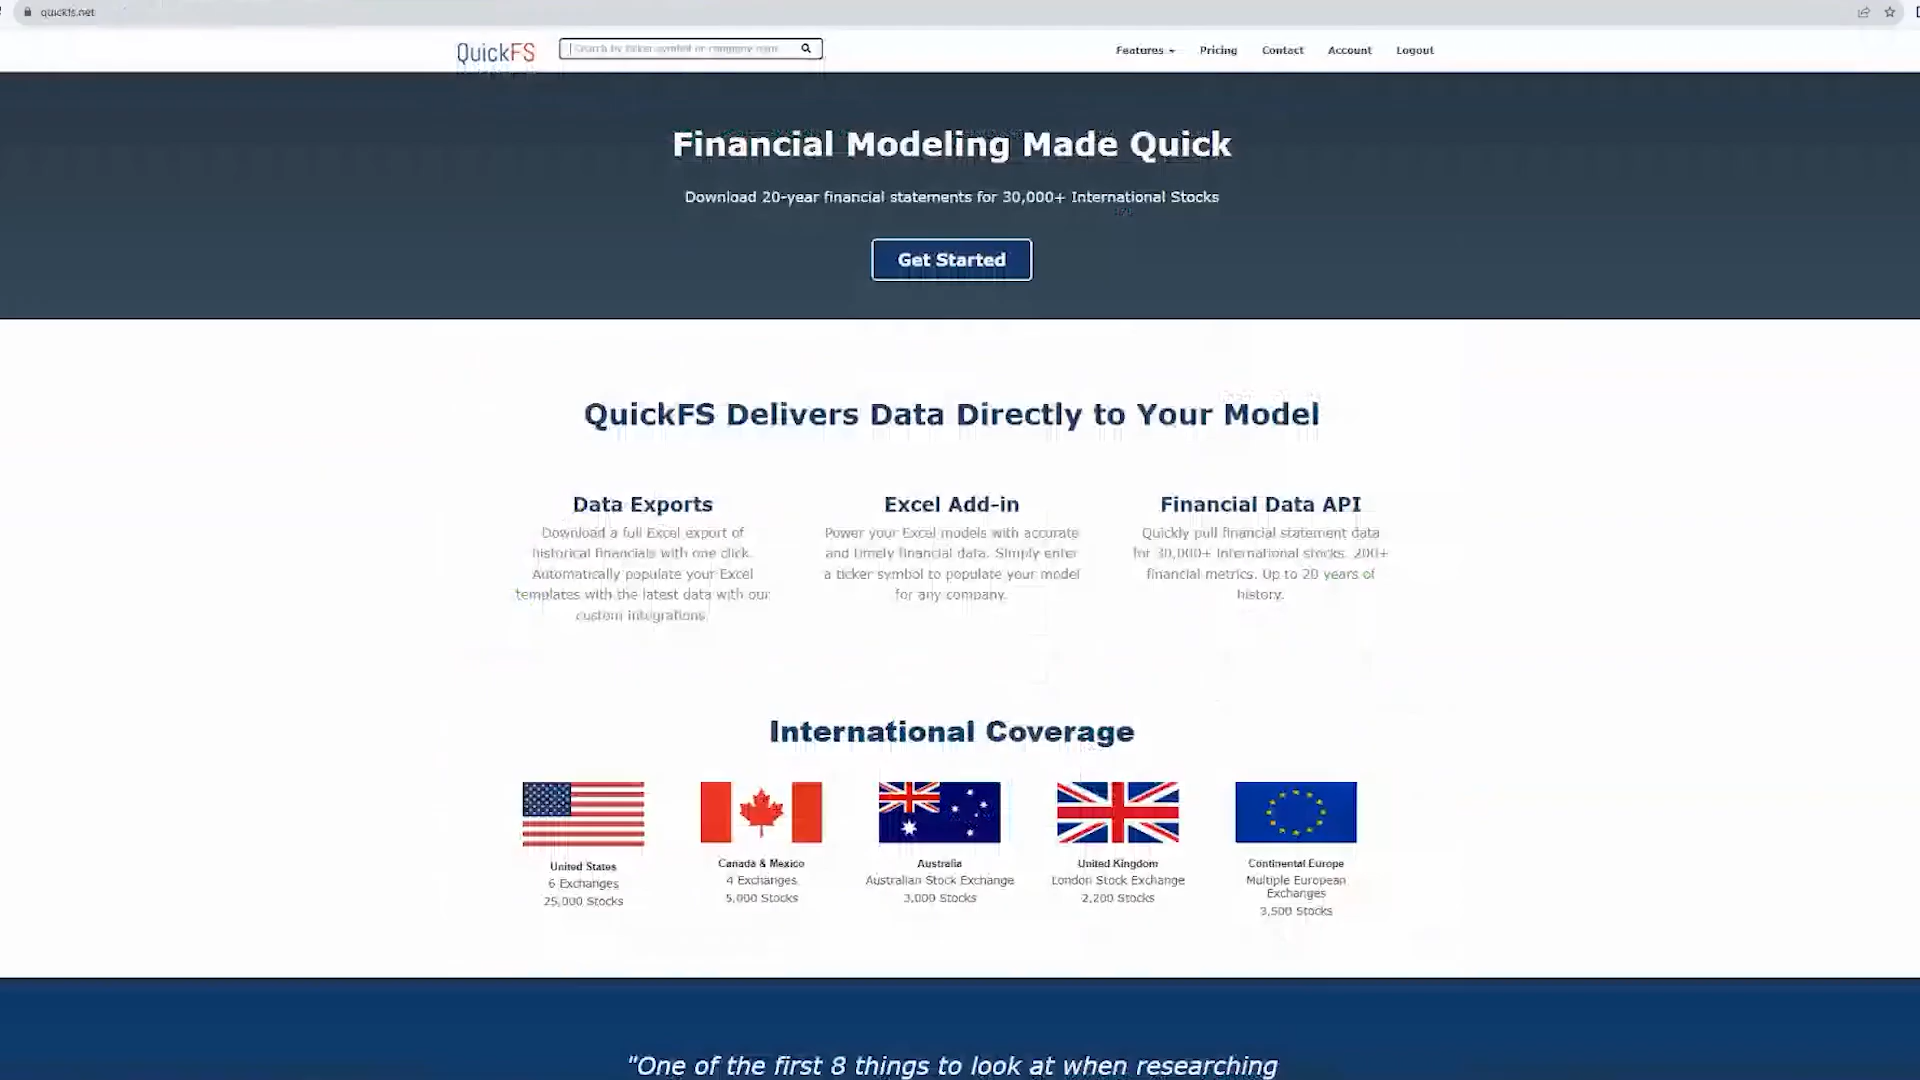 quickfs.net
QuickFS
Search by ticker symbol or company name
Features
Pricing
Contact
Account
Logout
Financial Modeling Made Quick
Download 20-year financial statements for 30,000+ International Stocks
Get Started
QuickFS Delivers Data Directly to Your Model
Data Exports
Download a full Excel export of
historical financials with one click.
Automatically populate your Excel
templates with the latest data with our
custom integrations.
Excel Add-in
Power your Excel models with accurate
and timely financial data. Simply enter
a ticker symbol to populate your model
for any company.
Financial Data API
Quickly pull financial statement data
for 30,000+ International stocks. 200+
financial metrics. Up to 20 years of
history.
International Coverage
United States
6 Exchanges
25,000 Stocks
Canada & Mexico
4 Exchanges
5,000 Stocks
Australia
Australian Stock Exchange
3,000 Stocks
United Kingdom
London Stock Exchange
2,200 Stocks
Continental Europe
Multiple European
Exchanges
3,500 Stocks
"One of the first 8 things to look at when researching